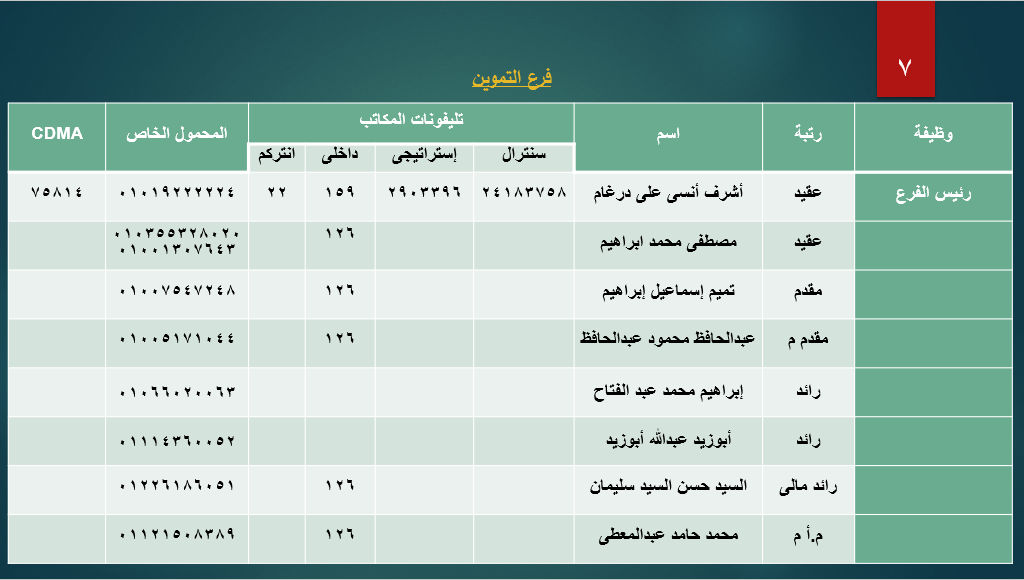 ٧
فرع التموين
وظيفة رتبة اسم تليفونات المكاتب المحمول الخاص CDMA
سنترال إستراتيجى داخلى انتركم
رئيس الفرع عقيد أشرف أنسى على درغام ٢٤١٨٣٧٥٨ ٢٩٠٣٣٩٦ ١٥٩ ٢٢ ٠١٠١٩٢٢٢٢٢٤ ٧٥٨١٤
عقيد مصطفى محمد ابراهيم ١٢٦ ٠١٠٣٥٥٣٢٨٠٢٠
٠١٠٠١٣٠٧٦٤٣
مقدم تميم إسماعيل إبراهيم ١٢٦ ٠١٠٠٧٥٤٧٢٤٨
مقدم م عبدالحافظ محمود عبدالحافظ ١٢٦ ٠١٠٠٥١٧١٠٤٤
رائد إبراهيم محمد عبد الفتاح ٠١٠٦٦٠٢٠٠٦٣
رائد أبوزيد عبدالله أبوزيد ٠١١١٤٣٦٠٠٥٢
رائد مالى السيد حسن السيد سليمان ١٢٦ ٠١٢٢٦١٨٦٠٥١
م.أ م محمد حامد عبدالمعطى ١٢٦ ٠١١٢١٥٠٨٣٨٩